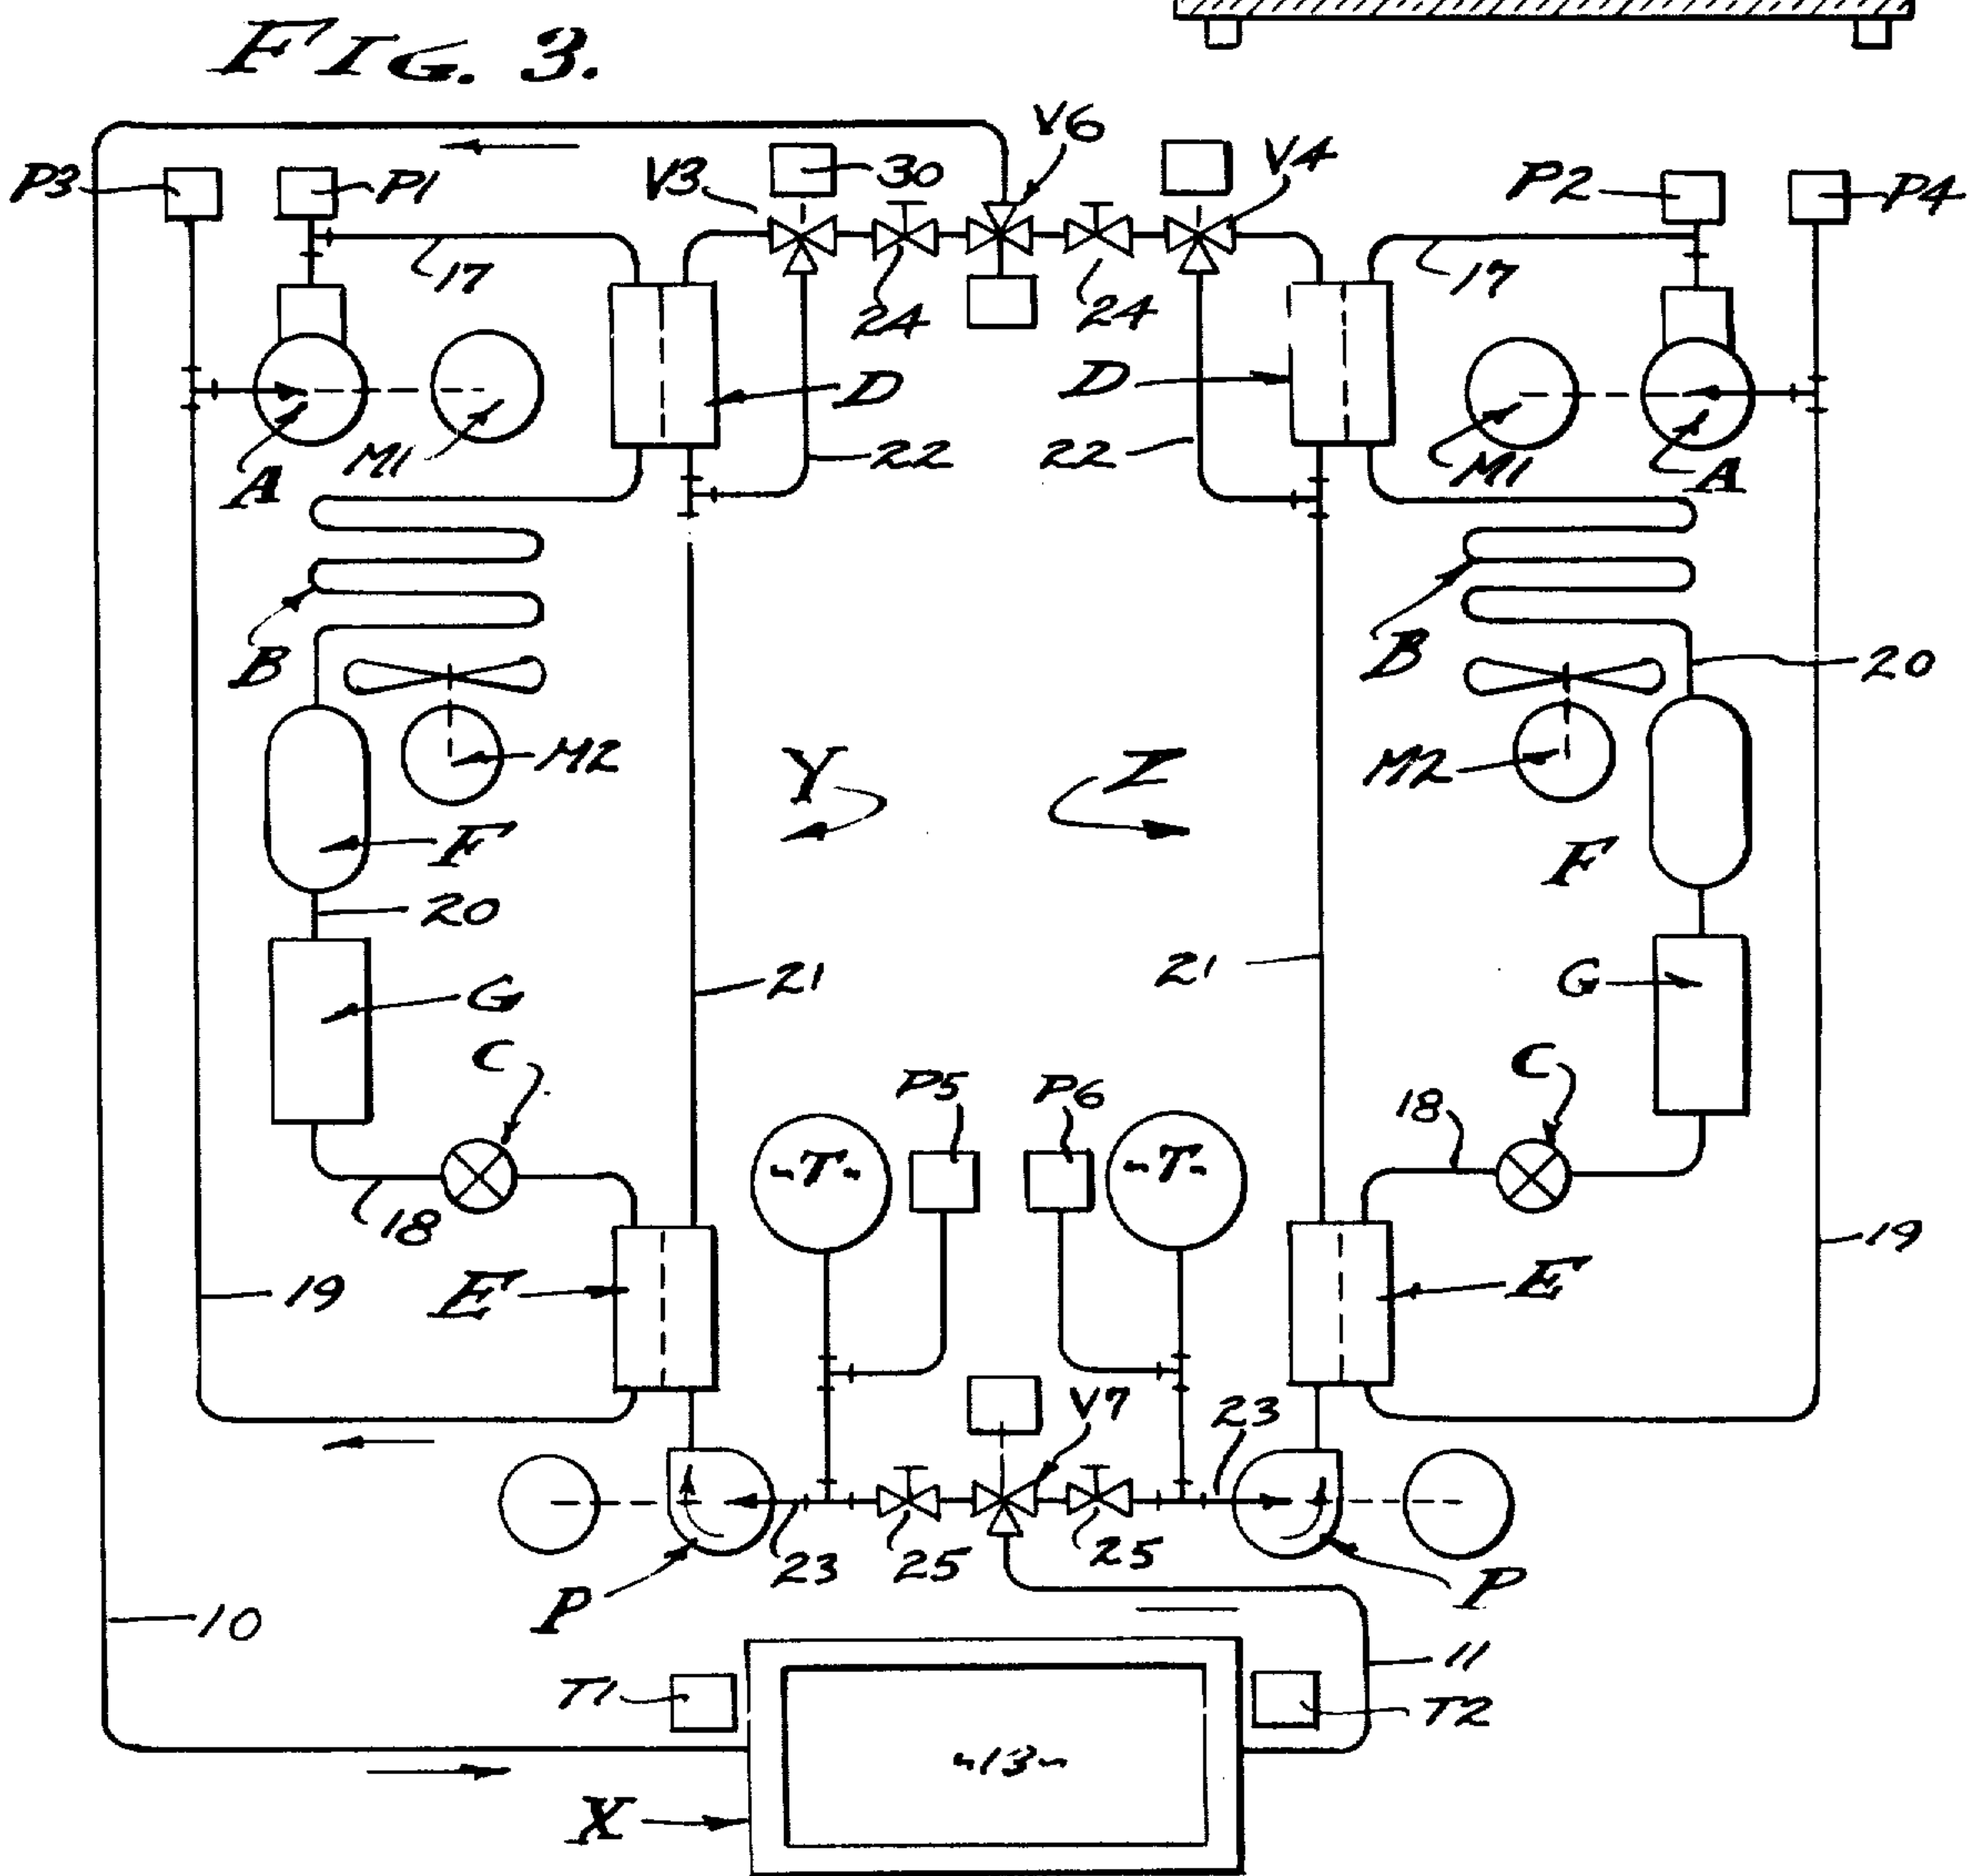 FIG. 3.
V6
P3 P1 V3 30 V4 P2 P4
17 24 24 17
D D
A M1 22 22 M1 A
B B 20
M2 Y Z M2
F F
20
G 21 21 G
C P5 P6 C
-T- -T- 18
18
19 E E 19
V7 23
23 25 25
P P
10 11
T1 T2
-13-
X